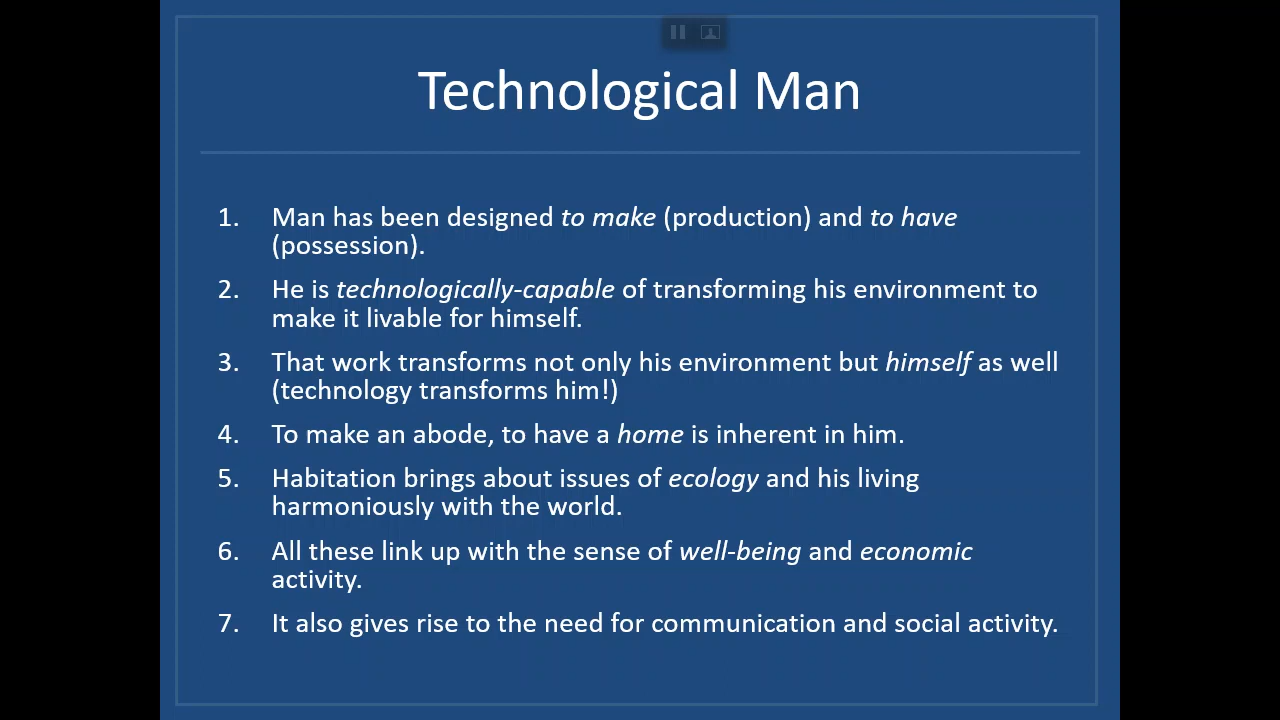 Technological Man
1. Man has been designed to make (production) and to have
(possession).
2. He is technologically-capable of transforming his environment to
make it livable for himself.
3. That work transforms not only his environment but himself as well
(technology transforms him!)
4. To make an abode, to have a home is inherent in him.
5. Habitation brings about issues of ecology and his living
harmoniously with the world.
6. All these link up with the sense of well-being and economic
activity.
7. It also gives rise to the need for communication and social activity.